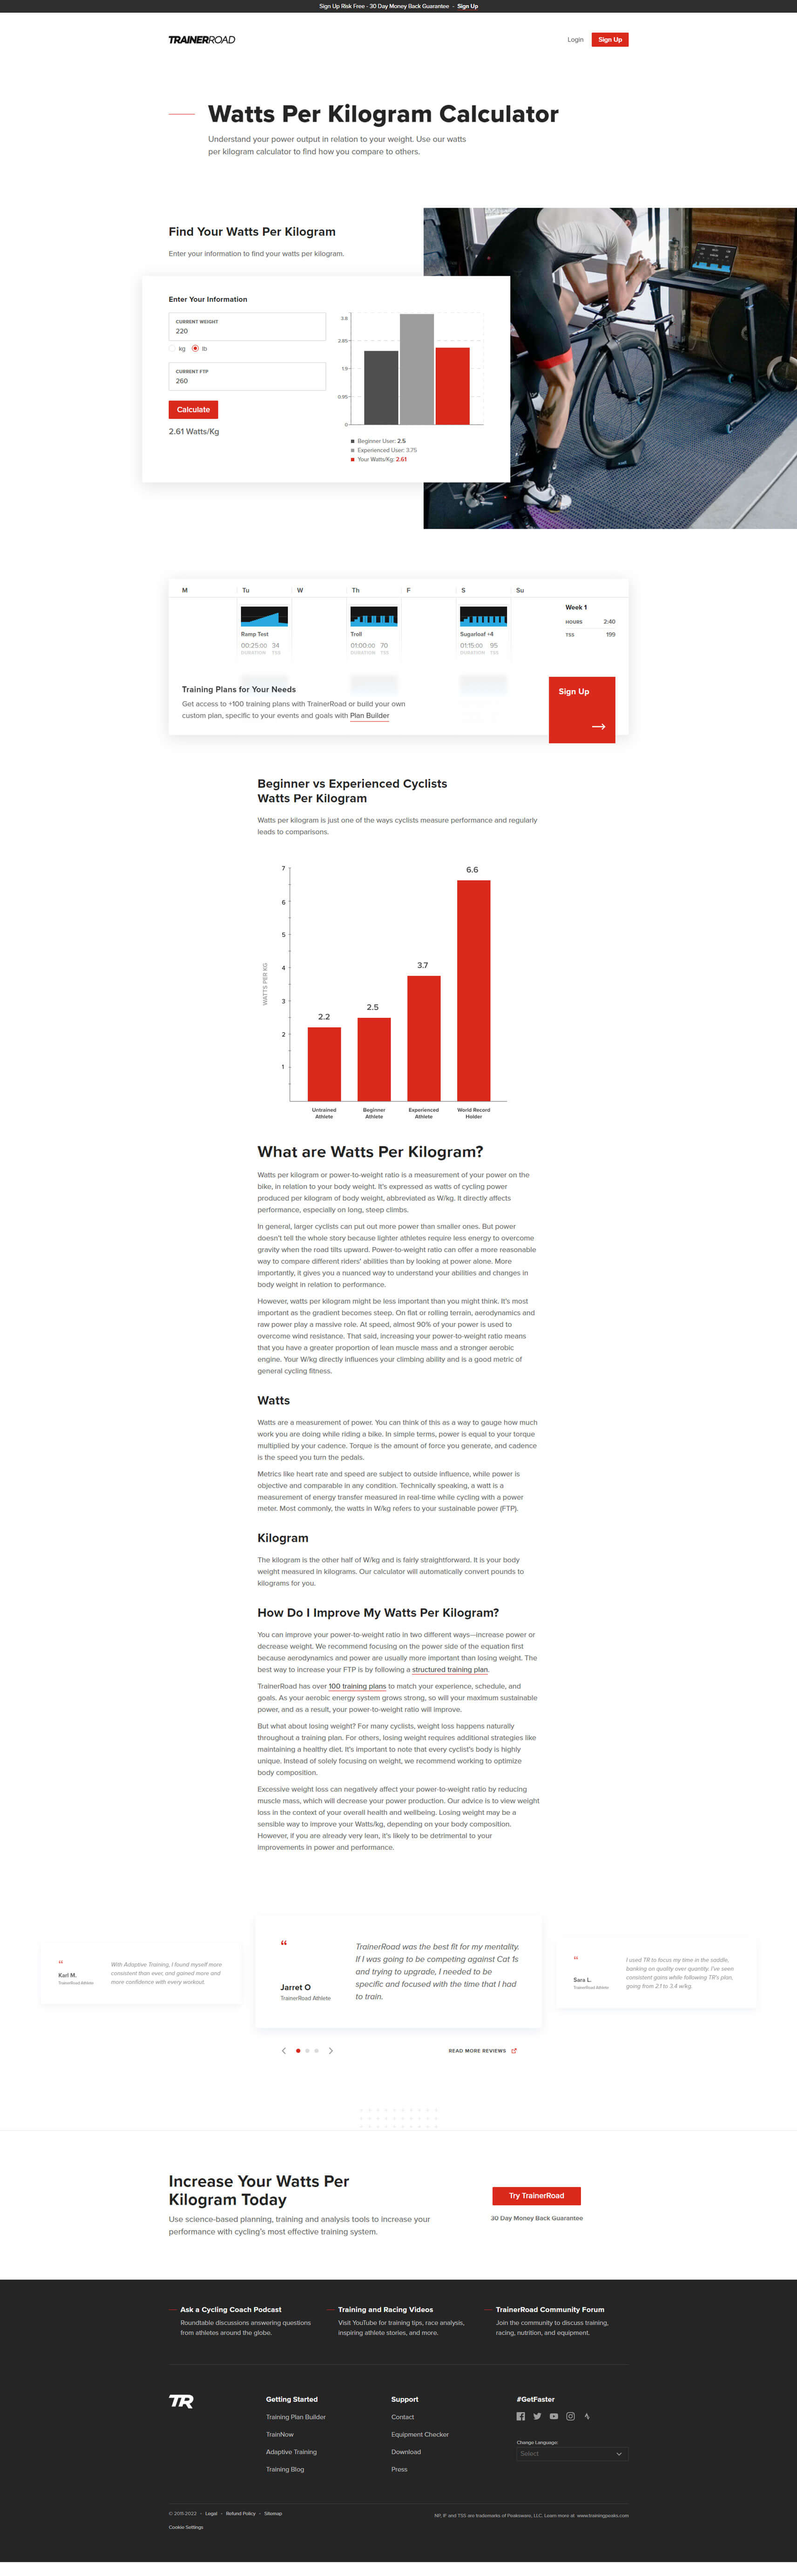 Sign Up Risk Free - 30 Day Money Back Guarantee - Sign Up
TRAINERROAD
Login
Sign Up
Watts Per Kilogram Calculator
Understand your power output in relation to your weight. Use our watts
per kilogram calculator to find how you compare to others.
Find Your Watts Per Kilogram
Enter your information to find your watts per kilogram.
Enter Your Information
CURRENT WEIGHT
220
kg
lb
CURRENT FTP
260
Calculate
2.61 Watts/Kg
3.8
2.85
1.9
0.95
0
Beginner User: 2.5
Experienced User: 3.75
Your Watts/Kg: 2.61
M Tu W Th F S Su
Week 1
HOURS 2:40
TSS 199
Ramp Test
00:25:00 34
DURATION TSS
Troll
01:00:00 70
DURATION TSS
Sugarloaf +4
01:15:00 95
DURATION TSS
Training Plans for Your Needs
Get access to +100 training plans with TrainerRoad or build your own
custom plan, specific to your events and goals with Plan Builder
Sign Up
Beginner vs Experienced Cyclists
Watts Per Kilogram
Watts per kilogram is just one of the ways cyclists measure performance and regularly
leads to comparisons.
WATTS PER KG
7
6
5
4
3
2
1
2.2
2.5
3.7
6.6
Untrained
Athlete
Beginner
Athlete
Experienced
Athlete
World Record
Holder
What are Watts Per Kilogram?
Watts per kilogram or power-to-weight ratio is a measurement of your power on the
bike, in relation to your body weight. It's expressed as watts of cycling power
produced per kilogram of body weight, abbreviated as W/kg. It directly affects
performance, especially on long, steep climbs.
In general, larger cyclists can put out more power than smaller ones. But power
doesn't tell the whole story because lighter athletes require less energy to overcome
gravity when the road tilts upward. Power-to-weight ratio can offer a more reasonable
way to compare different riders' abilities than by looking at power alone. More
importantly, it gives you a nuanced way to understand your abilities and changes in
body weight in relation to performance.
However, watts per kilogram might be less important than you might think. It's most
important as the gradient becomes steep. On flat or rolling terrain, aerodynamics and
raw power play a massive role. At speed, almost 90% of your power is used to
overcome wind resistance. That said, increasing your power-to-weight ratio means
that you have a greater proportion of lean muscle mass and a stronger aerobic
engine. Your W/kg directly influences your climbing ability and is a good metric of
general cycling fitness.
Watts
Watts are a measurement of power. You can think of this as a way to gauge how much
work you are doing while riding a bike. In simple terms, power is equal to your torque
multiplied by your cadence. Torque is the amount of force you generate, and cadence
is the speed you turn the pedals.
Metrics like heart rate and speed are subject to outside influence, while power is
objective and comparable in any condition. Technically speaking, a watt is a
measurement of energy transfer measured in real-time while cycling with a power
meter. Most commonly, the watts in W/kg refers to your sustainable power (FTP).
Kilogram
The kilogram is the other half of W/kg and is fairly straightforward. It is your body
weight measured in kilograms. Our calculator will automatically convert pounds to
kilograms for you.
How Do I Improve My Watts Per Kilogram?
You can improve your power-to-weight ratio in two different ways—increase power or
decrease weight. We recommend focusing on the power side of the equation first
because aerodynamics and power are usually more important than losing weight. The
best way to increase your FTP is by following a structured training plan.
TrainerRoad has over 100 training plans to match your experience, schedule, and
goals. As your aerobic energy system grows strong, so will your maximum sustainable
power, and as a result, your power-to-weight ratio will improve.
But what about losing weight? For many cyclists, weight loss happens naturally
throughout a training plan. For others, losing weight requires additional strategies like
maintaining a healthy diet. It's important to note that every cyclist's body is highly
unique. Instead of solely focusing on weight, we recommend working to optimize
body composition.
Excessive weight loss can negatively affect your power-to-weight ratio by reducing
muscle mass, which will decrease your power production. Our advice is to view weight
loss in the context of your overall health and wellbeing. Losing weight may be a
sensible way to improve your Watts/kg, depending on your body composition.
However, if you are already very lean, it's likely to be detrimental to your
improvements in power and performance.
“
Karl M.
TrainerRoad Athlete
With Adaptive Training, I found myself more
consistent than ever, and gained more and
more confidence with every workout.
“
Jarret O
TrainerRoad Athlete
TrainerRoad was the best fit for my mentality.
If I was going to be competing against Cat 1s
and trying to upgrade, I needed to be
specific and focused with the time that I had
to train.
“
Sara L.
TrainerRoad Athlete
I used TR to focus my time in the saddle,
banking on quality over quantity. I've seen
consistent gains while following TR's plan,
going from 2.1 to 3.4 w/kg.
READ MORE REVIEWS
Increase Your Watts Per
Kilogram Today
Use science-based planning, training and analysis tools to increase your
performance with cycling's most effective training system.
Try TrainerRoad
30 Day Money Back Guarantee
Ask a Cycling Coach Podcast
Roundtable discussions answering questions
from athletes around the globe.
Training and Racing Videos
Visit YouTube for training tips, race analysis,
inspiring athlete stories, and more.
TrainerRoad Community Forum
Join the community to discuss training,
racing, nutrition, and equipment.
TR
Getting Started
Training Plan Builder
TrainNow
Adaptive Training
Training Blog
Support
Contact
Equipment Checker
Download
Press
#GetFaster
Change Language:
Select
© 2011-2022 - Legal - Refund Policy - Sitemap
Cookie Settings
NP, IF and TSS are trademarks of Peaksware, LLC. Learn more at www.trainingpeaks.com